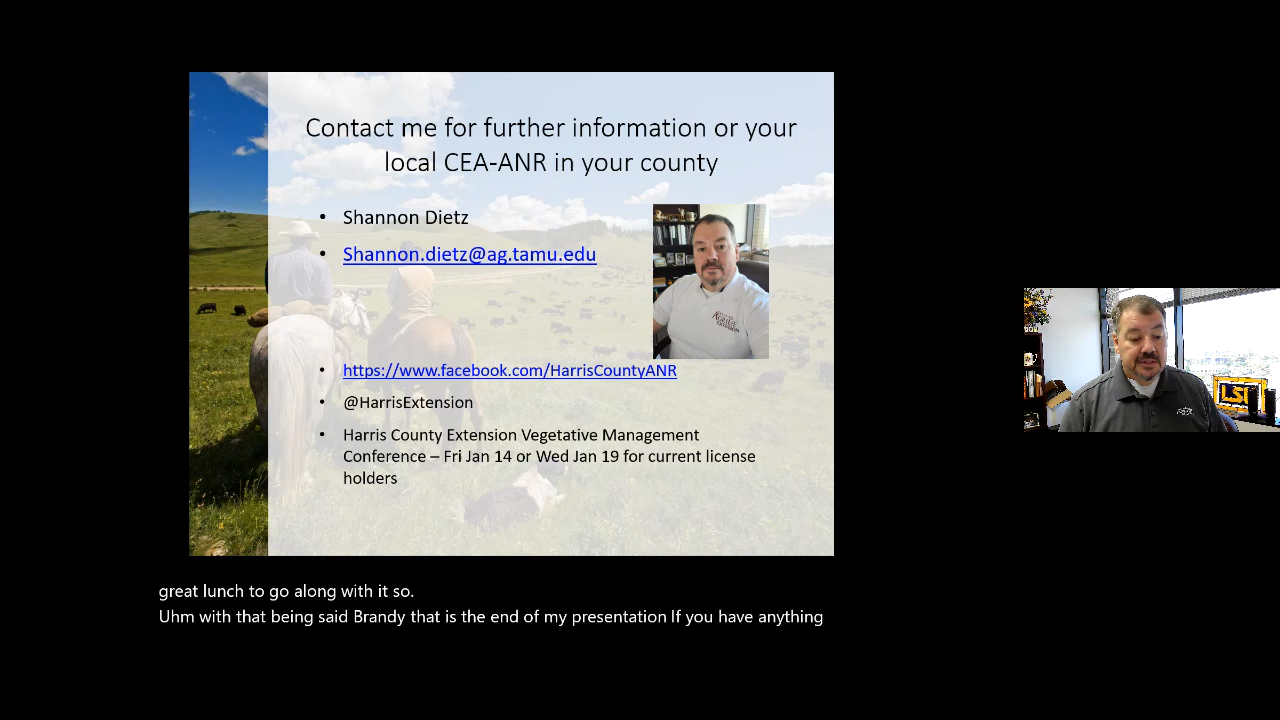 Contact me for further information or your
local CEA-ANR in your county
• Shannon Dietz
• Shannon.dietz@ag.tamu.edu
• https://www.facebook.com/HarrisCountyANR
• @HarrisExtension
• Harris County Extension Vegetative Management
Conference – Fri Jan 14 or Wed Jan 19 for current license
holders
great lunch to go along with it so.
Uhm with that being said Brandy that is the end of my presentation If you have anything